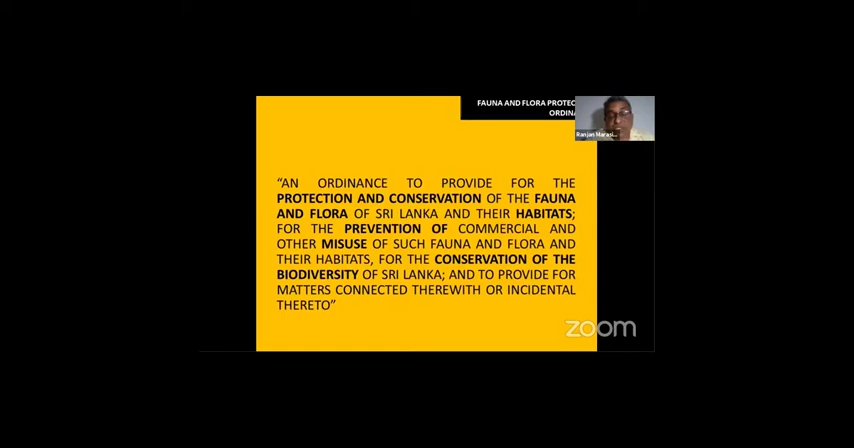 FAUNA AND FLORA PROTEC
ORDINA
Ranjan Marasi...
“AN ORDINANCE TO PROVIDE FOR THE
PROTECTION AND CONSERVATION OF THE FAUNA
AND FLORA OF SRI LANKA AND THEIR HABITATS;
FOR THE PREVENTION OF COMMERCIAL AND
OTHER MISUSE OF SUCH FAUNA AND FLORA AND
THEIR HABITATS, FOR THE CONSERVATION OF THE
BIODIVERSITY OF SRI LANKA; AND TO PROVIDE FOR
MATTERS CONNECTED THEREWITH OR INCIDENTAL
THERETO”
zoom